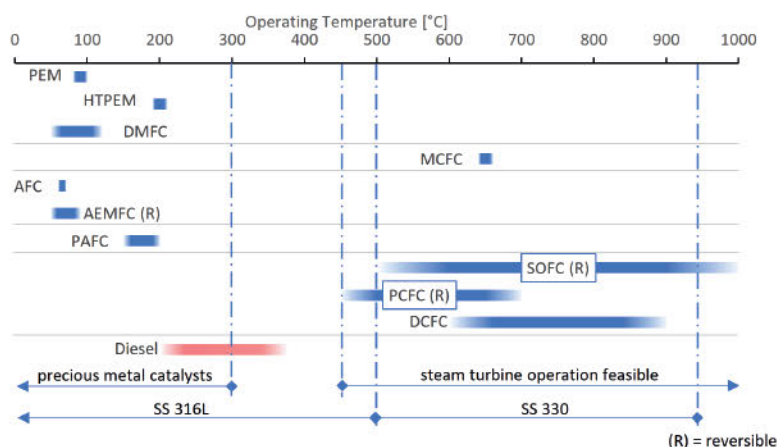 Operating Temperature [°C]
0 100 200 300 400 500 600 700 800 900 1000
PEM
HTPEM
DMFC
MCFC
AFC
AEMFC (R)
PAFC
SOFC (R)
PCFC (R)
DCFC
Diesel
precious metal catalysts steam turbine operation feasible
SS 316L SS 330
(R) = reversible